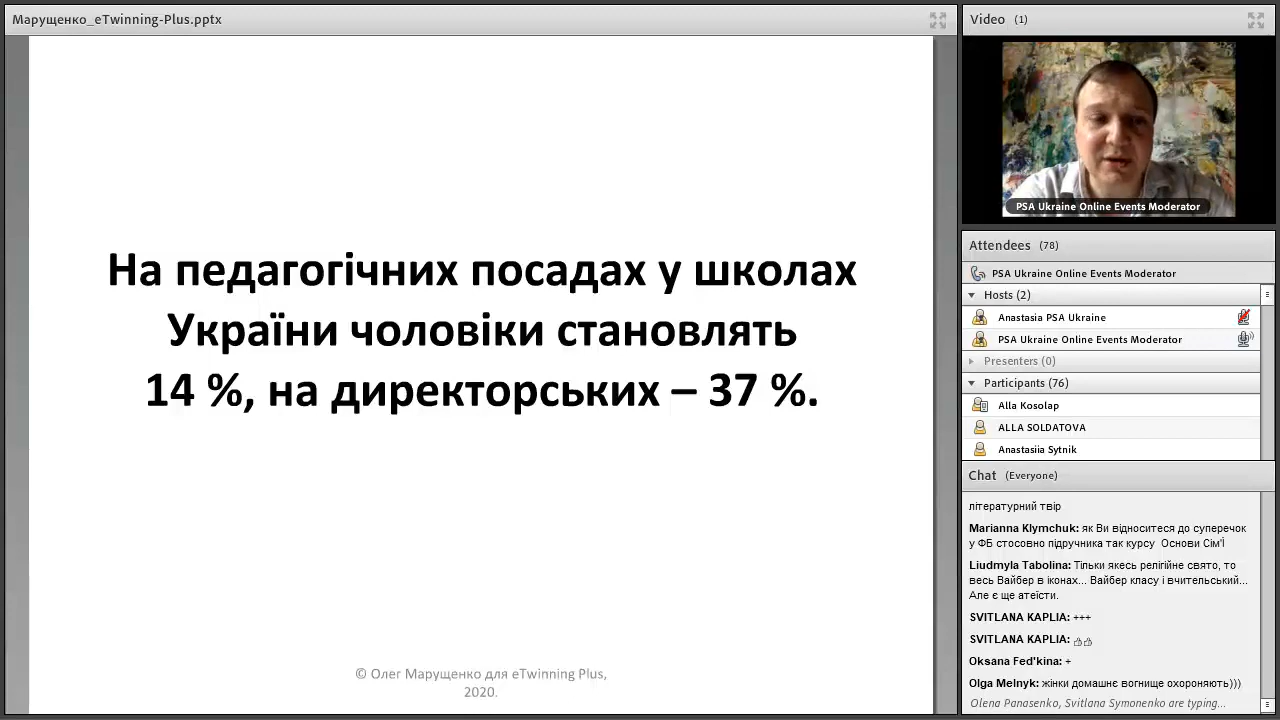 Марущенко_eTwinning-Plus.pptx
На педагогічних посадах у школах
України чоловіки становлять
14 %, на директорських – 37 %.
© Олег Марущенко для eTwinning Plus,
2020.
Video (1)
PSA Ukraine Online Events Moderator
Attendees (78)
PSA Ukraine Online Events Moderator
Hosts (2)
Anastasia PSA Ukraine
PSA Ukraine Online Events Moderator
Presenters (0)
Participants (76)
Alla Kosolap
ALLA SOLDATOVA
Anastasiia Sytnik
Chat (Everyone)
літературний твір
Marianna Klymchuk: як Ви відноситеся до суперечок
у ФБ стосовно підручника так курсу Основи Сім'Ї
Liudmyla Tabolina: Тільки якесь релігійне свято, то
весь Вайбер в іконах... Вайбер класу і вчительський...
Але є ще атеїсти.
SVITLANA KAPLIA: +++
SVITLANA KAPLIA: 👍👍
Oksana Fed'kina: +
Olga Melnyk: жінки домашнє вогнище охороняють)))
Olena Panasenko, Svitlana Symonenko are typing...